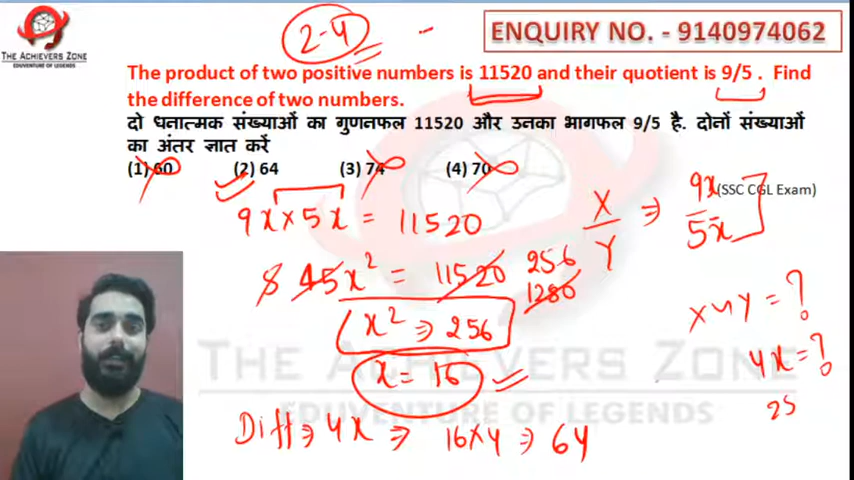 2-4
ENQUIRY NO. - 9140974062
THE ACHIEVERS ZONE
EDUVENTURE OF LEGENDS
The product of two positive numbers is 11520 and their quotient is 9/5 . Find
the difference of two numbers.
दो धनात्मक संख्याओं का गुणनफल 11520 और उनका भागफल 9/5 है. दोनों संख्याओं
का अंतर ज्ञात करें
(1) 60 (2) 64 (3) 74 (4) 70
(SSC CGL Exam)
9x × 5x = 11520
X/Y ⇒ 9x/5x
8 45x² = 11520 256
1280
x² ⇒ 256
X ~ Y = ?
x = 16
4x = ?
25
Diff ⇒ 4x ⇒ 16×4 ⇒ 64
THE ACHIEVERS ZONE
EDUVENTURE OF LEGENDS